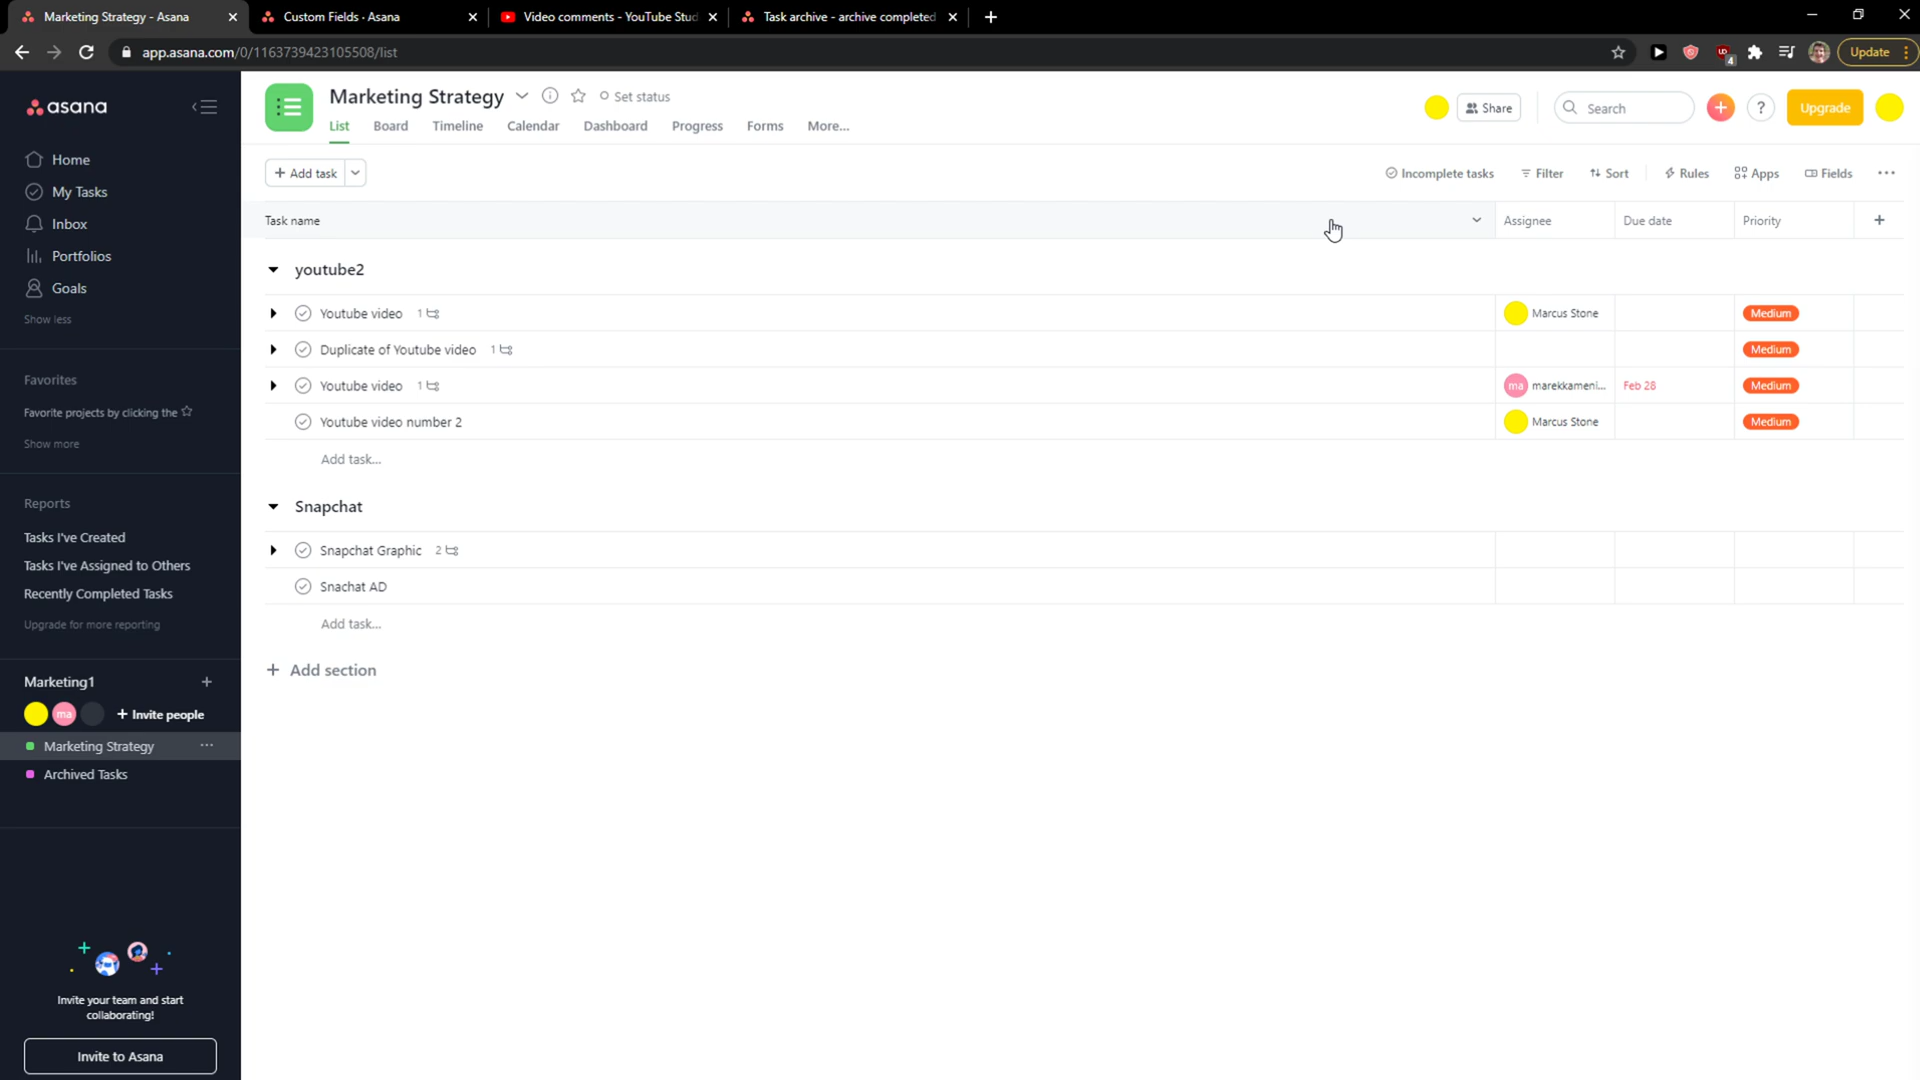 Marketing Strategy - Asana
Custom Fields - Asana
Video comments - YouTube Stud
Task archive - archive completed
app.asana.com/0/1163739423105508/list
4
Update
asana
Home
My Tasks
Inbox
Portfolios
Goals
Show less
Favorites
Favorite projects by clicking the
Show more
Reports
Tasks I've Created
Tasks I've Assigned to Others
Recently Completed Tasks
Upgrade for more reporting
Marketing1 +
ma
+ Invite people
Marketing Strategy ...
Archived Tasks
Invite your team and start
collaborating!
Invite to Asana
Marketing Strategy
Set status
Share
Search
?
Upgrade
List Board Timeline Calendar Dashboard Progress Forms More...
+ Add task
Incomplete tasks Filter Sort Rules Apps Fields ...
Task name Assignee Due date Priority +
youtube2
Youtube video 1 Marcus Stone Medium
Duplicate of Youtube video 1 Medium
Youtube video 1 ma marekkameni... Feb 28 Medium
Youtube video number 2 Marcus Stone Medium
Add task...
Snapchat
Snapchat Graphic 2
Snachat AD
Add task...
+ Add section